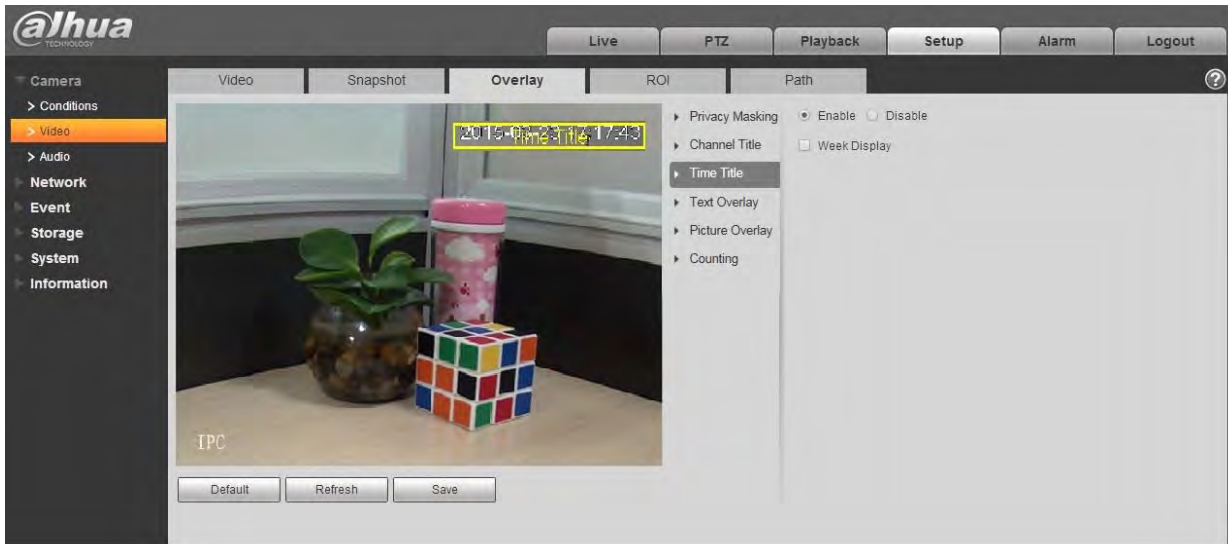 alhua
TECHNOLOGY
Live
PTZ
Playback
Setup
Alarm
Logout
Camera
> Conditions
> Video
> Audio
Network
Event
Storage
System
Information
Video
Snapshot
Overlay
ROI
Path
?
Time Title
IPC
Privacy Masking
Channel Title
Time Title
Text Overlay
Picture Overlay
Counting
Enable
Disable
Week Display
Default
Refresh
Save